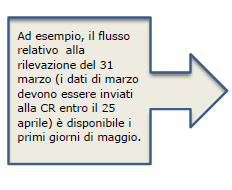 Ad esempio, il flusso
relativo alla
rilevazione del 31
marzo (i dati di marzo
devono essere inviati
alla CR entro il 25
aprile) è disponibile i
primi giorni di maggio.